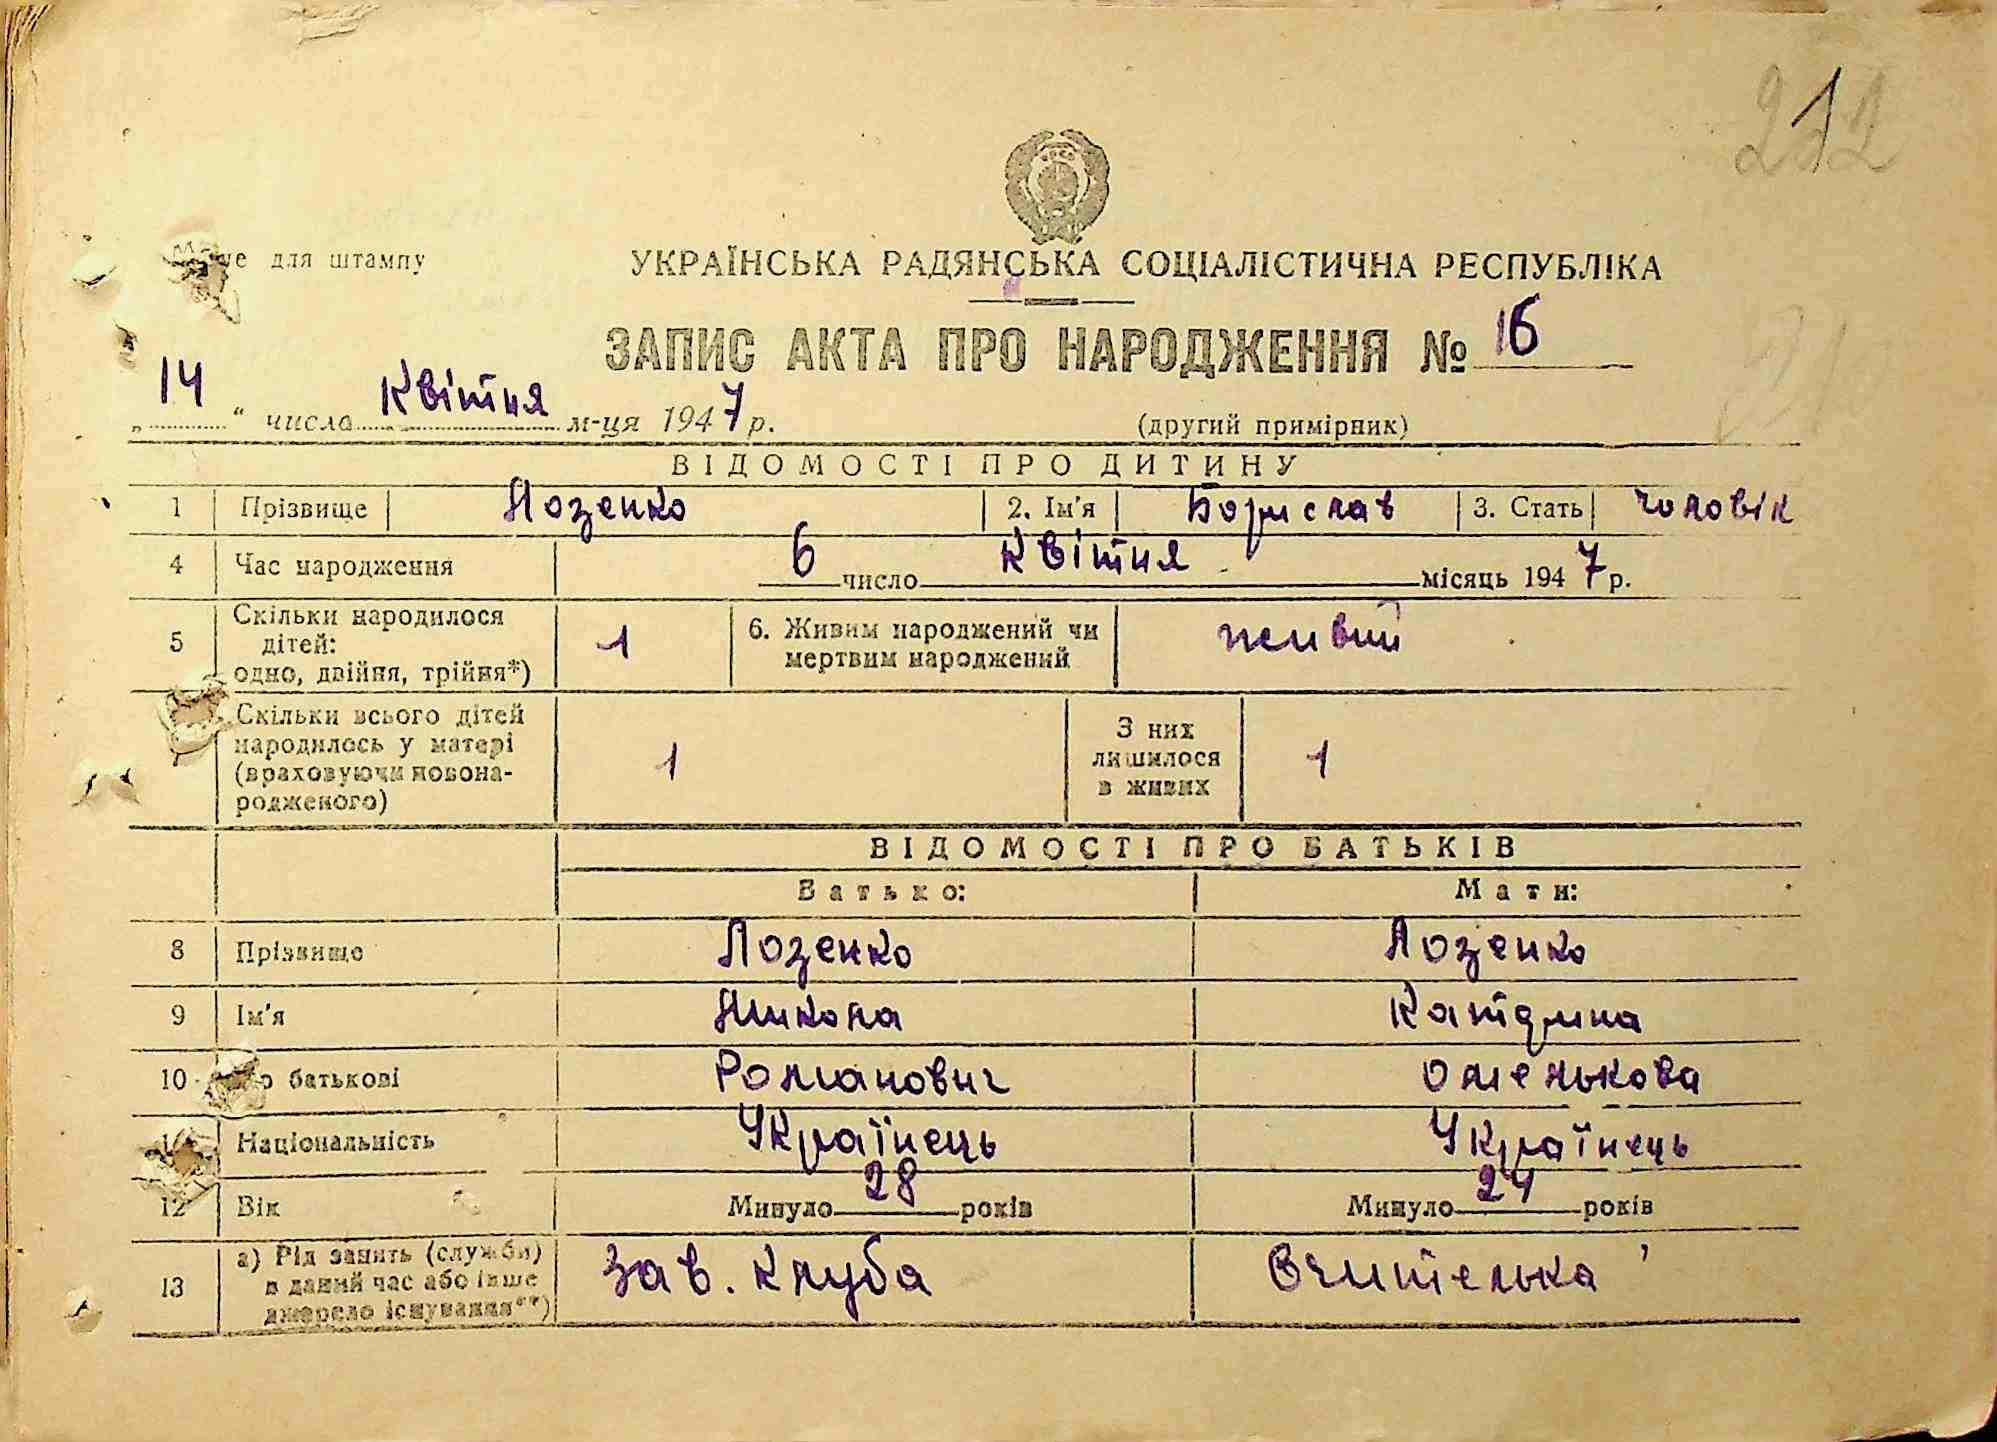 212
Місце для штампу
УКРАЇНСЬКА РАДЯНСЬКА СОЦІАЛІСТИЧНА РЕСПУБЛІКА
ЗАПИС АКТА ПРО НАРОДЖЕННЯ № 16
„14“ числа Квітня м-ця 1947 р. (другий примірник)
ВІДОМОСТІ ПРО ДИТИНУ
1 Прізвище Лозенко 2. Ім'я Борислав 3. Стать чоловік
4 Час народження 6 число Квітня місяць 1947 р.
5 Скільки народилося дітей: одно, двійня, трійня*) 1 6. Живим народжений чи мертвим народжений живий
Скільки всього дітей народилось у матері (враховуючи новонародженого) 1 З них лишилося в живих 1
ВІДОМОСТІ ПРО БАТЬКІВ
Батько: Мати:
8 Прізвище Лозенко Лозенко
9 Ім'я Микола Катерина
10 По батькові Романович
11 Національність Українець Українець
12 Вік Минуло 28 років Минуло 24 років
13 а) Рід занять (служби) в даний час або інше джерело існування**) Зав. Клуба Вчителька